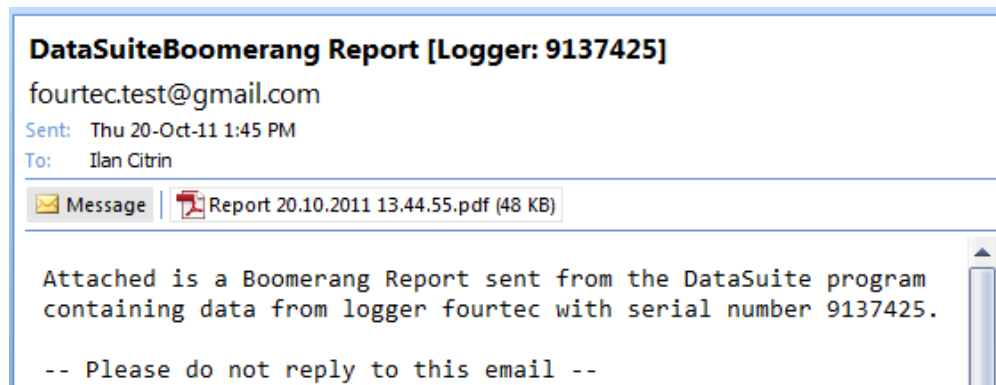 DataSuiteBoomerang Report [Logger: 9137425]
fourtec.test@gmail.com
Sent: Thu 20-Oct-11 1:45 PM
To: Ilan Citrin
Message Report 20.10.2011 13.44.55.pdf (48 KB)
Attached is a Boomerang Report sent from the DataSuite program
containing data from logger fourtec with serial number 9137425.
-- Please do not reply to this email --